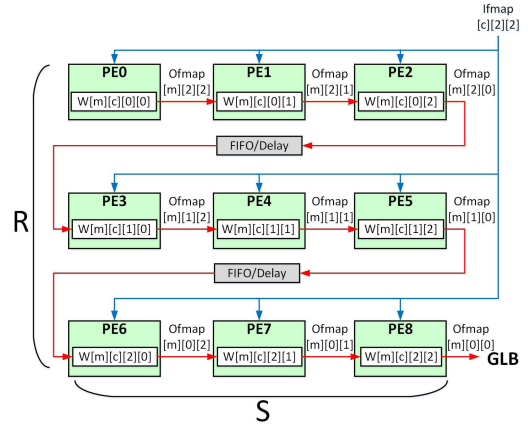 Ifmap
[c][2][2]
PE0
Ofmap
[m][2][2]
PE1
Ofmap
[m][2][1]
PE2
Ofmap
[m][2][0]
W[m][c][0][0]
W[m][c][0][1]
W[m][c][0][2]
FIFO/Delay
R
PE3
Ofmap
[m][1][2]
PE4
Ofmap
[m][1][1]
PE5
Ofmap
[m][1][0]
W[m][c][1][0]
W[m][c][1][1]
W[m][c][1][2]
FIFO/Delay
PE6
Ofmap
[m][0][2]
PE7
Ofmap
[m][0][1]
PE8
Ofmap
[m][0][0]
W[m][c][2][0]
W[m][c][2][1]
W[m][c][2][2]
GLB
S